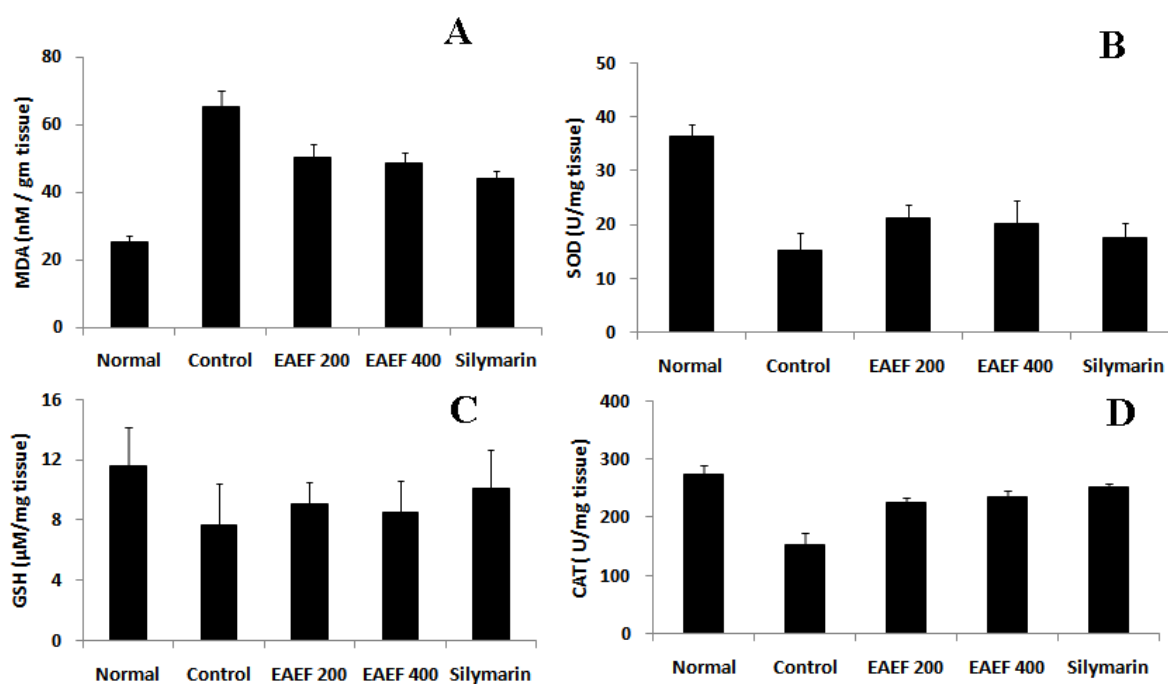 A
MDA (nM / gm tissue)
80
60
40
20
0
Normal Control EAEF 200 EAEF 400 Silymarin
B
SOD (U/mg tissue)
50
40
30
20
10
0
Normal Control EAEF 200 EAEF 400 Silymarin
C
GSH (µM/mg tissue)
16
12
8
4
0
Normal Control EAEF 200 EAEF 400 Silymarin
D
CAT( U/mg tissue)
400
300
200
100
0
Normal Control EAEF 200 EAEF 400 Silymarin